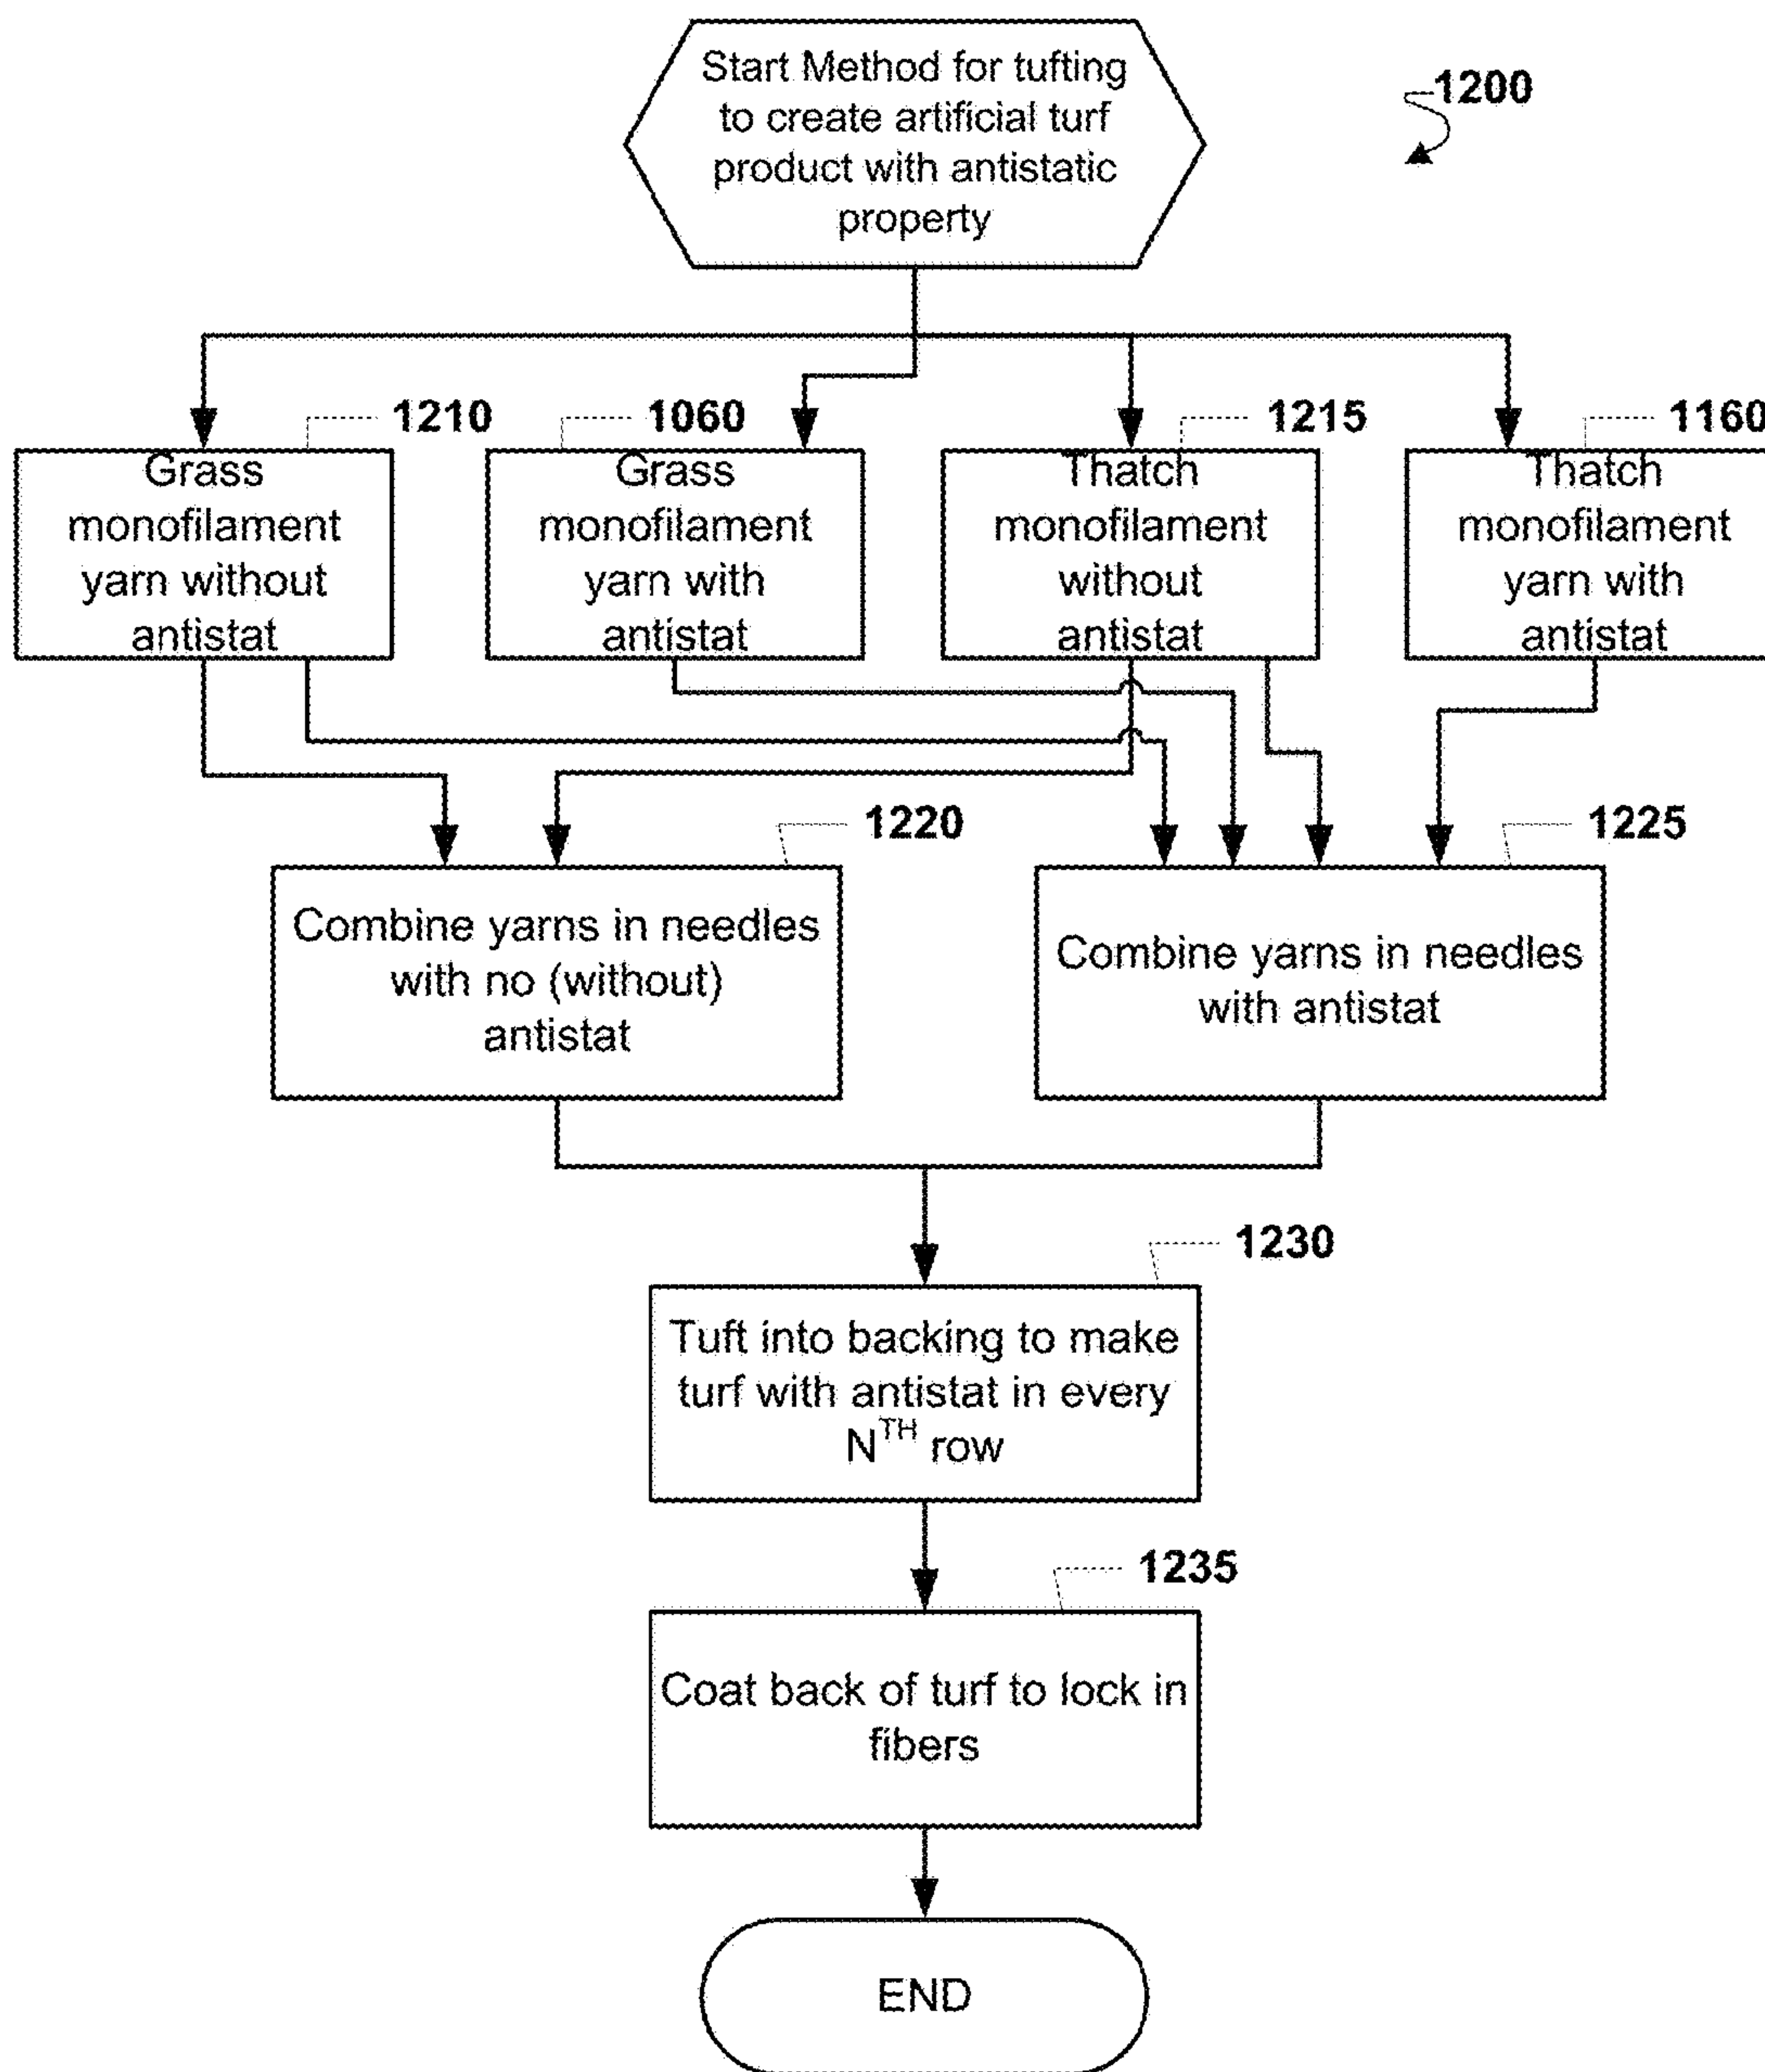 Start Method for tufting
to create artificial turf
product with antistatic
property
1200
1210
1060
1215
1160
Grass
monofilament
yarn without
antistat
Grass
monofilament
yarn with
antistat
Thatch
monofilament
without
antistat
Thatch
monofilament
yarn with
antistat
1220
1225
Combine yarns in needles
with no (without)
antistat
Combine yarns in needles
with antistat
1230
Tuft into backing to make
turf with antistat in every
N^TH row
1235
Coat back of turf to lock in
fibers
END